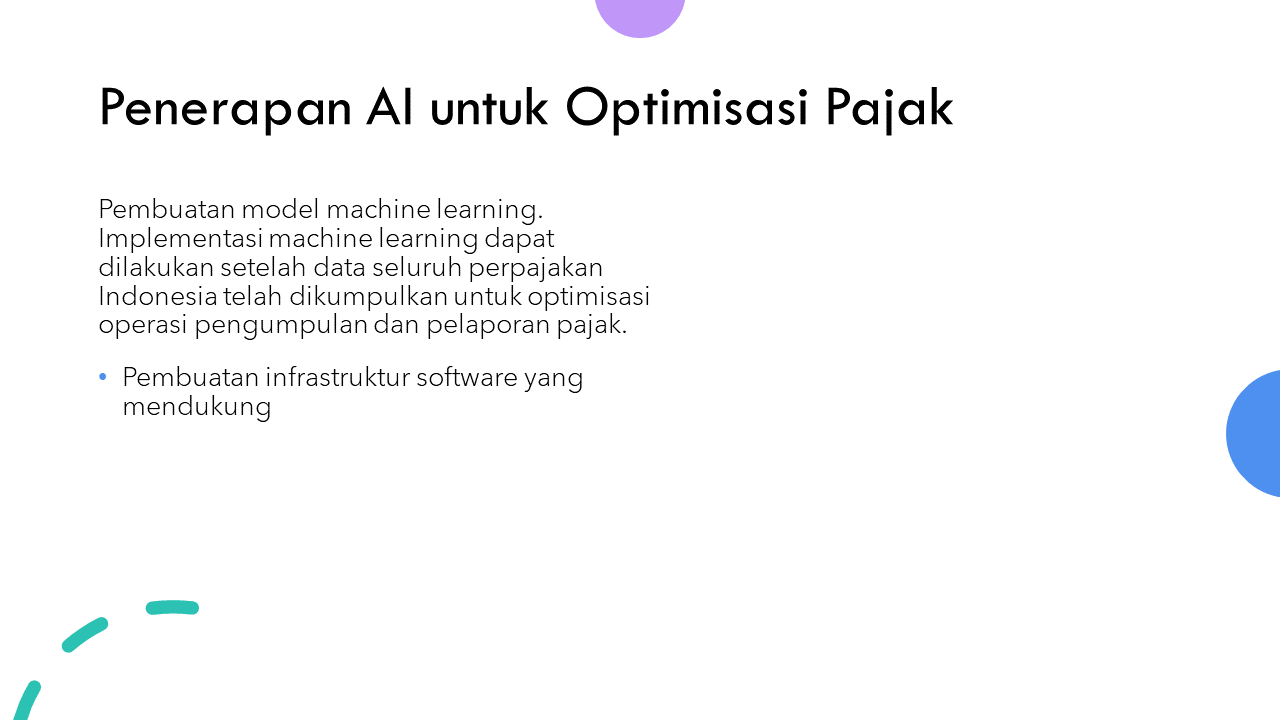 Penerapan AI untuk Optimisasi Pajak
Pembuatan model machine learning.
Implementasi machine learning dapat
dilakukan setelah data seluruh perpajakan
Indonesia telah dikumpulkan untuk optimisasi
operasi pengumpulan dan pelaporan pajak.
• Pembuatan infrastruktur software yang
mendukung